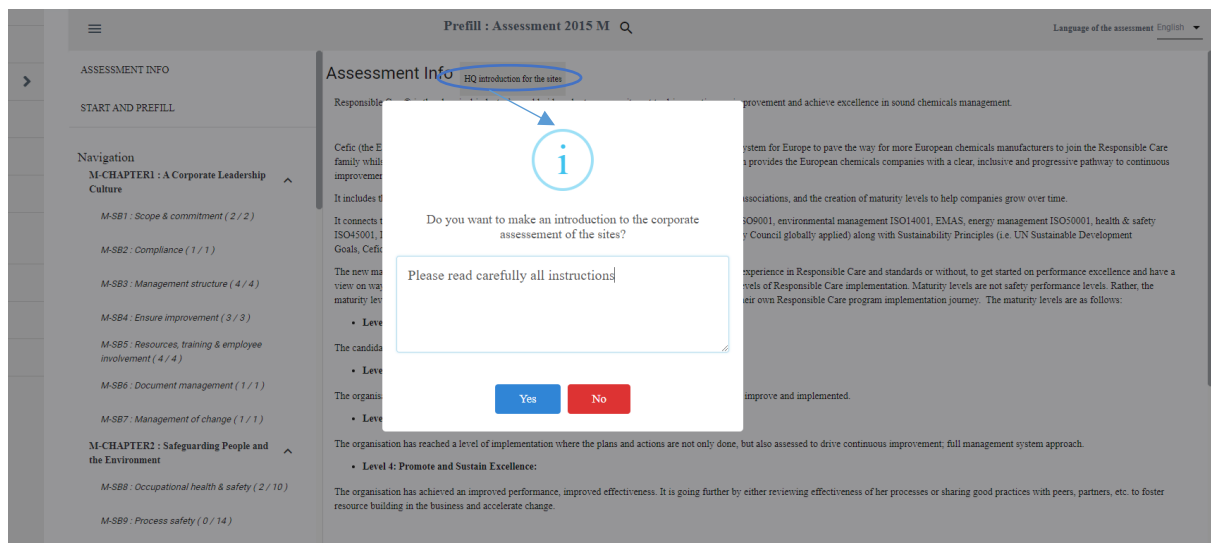 Prefill : Assessment 2015 M
Language of the assessment English
ASSESSMENT INFO
START AND PREFILL
Navigation
M-CHAPTER1 : A Corporate Leadership
Culture
M-SB1 : Scope & commitment ( 2 / 2 )
M-SB2 : Compliance ( 1 / 1 )
M-SB3 : Management structure ( 4 / 4 )
M-SB4 : Ensure improvement ( 3 / 3 )
M-SB5 : Resources, training & employee
involvement ( 4 / 4 )
M-SB6 : Document management ( 1 / 1 )
M-SB7 : Management of change ( 1 / 1 )
M-CHAPTER2 : Safeguarding People and
the Environment
M-SB8 : Occupational health & safety ( 2 / 10 )
M-SB9 : Process safety ( 0 / 14 )
Assessment Info HQ introduction for the sites
Responsible
provement and achieve excellence in sound chemicals management.
Cefic (the E
ystem for Europe to pave the way for more European chemicals manufacturers to join the Responsible Care
family whils
provides the European chemicals companies with a clear, inclusive and progressive pathway to continuous
improvemen
It includes t
ssociations, and the creation of maturity levels to help companies grow over time.
It connects t
SO9001, environmental management ISO14001, EMAS, energy management ISO50001, health & safety
ISO45001,
y Council globally applied) along with Sustainability Principles (i.e. UN Sustainable Development
Goals, Cefic
The new ma
xperience in Responsible Care and standards or without, to get started on performance excellence and have a
view on way
vels of Responsible Care implementation. Maturity levels are not safety performance levels. Rather, the
maturity lev
eir own Responsible Care program implementation journey. The maturity levels are as follows:
• Leve
The candida
• Leve
The organis
improve and implemented.
• Leve
The organisation has reached a level of implementation where the plans and actions are not only done, but also assessed to drive continuous improvement; full management system approach.
• Level 4: Promote and Sustain Excellence:
The organisation has achieved an improved performance, improved effectiveness. It is going further by either reviewing effectiveness of her processes or sharing good practices with peers, partners, etc. to foster
resource building in the business and accelerate change.
i
Do you want to make an introduction to the corporate
assessement of the sites?
Please read carefully all instructions
Yes No